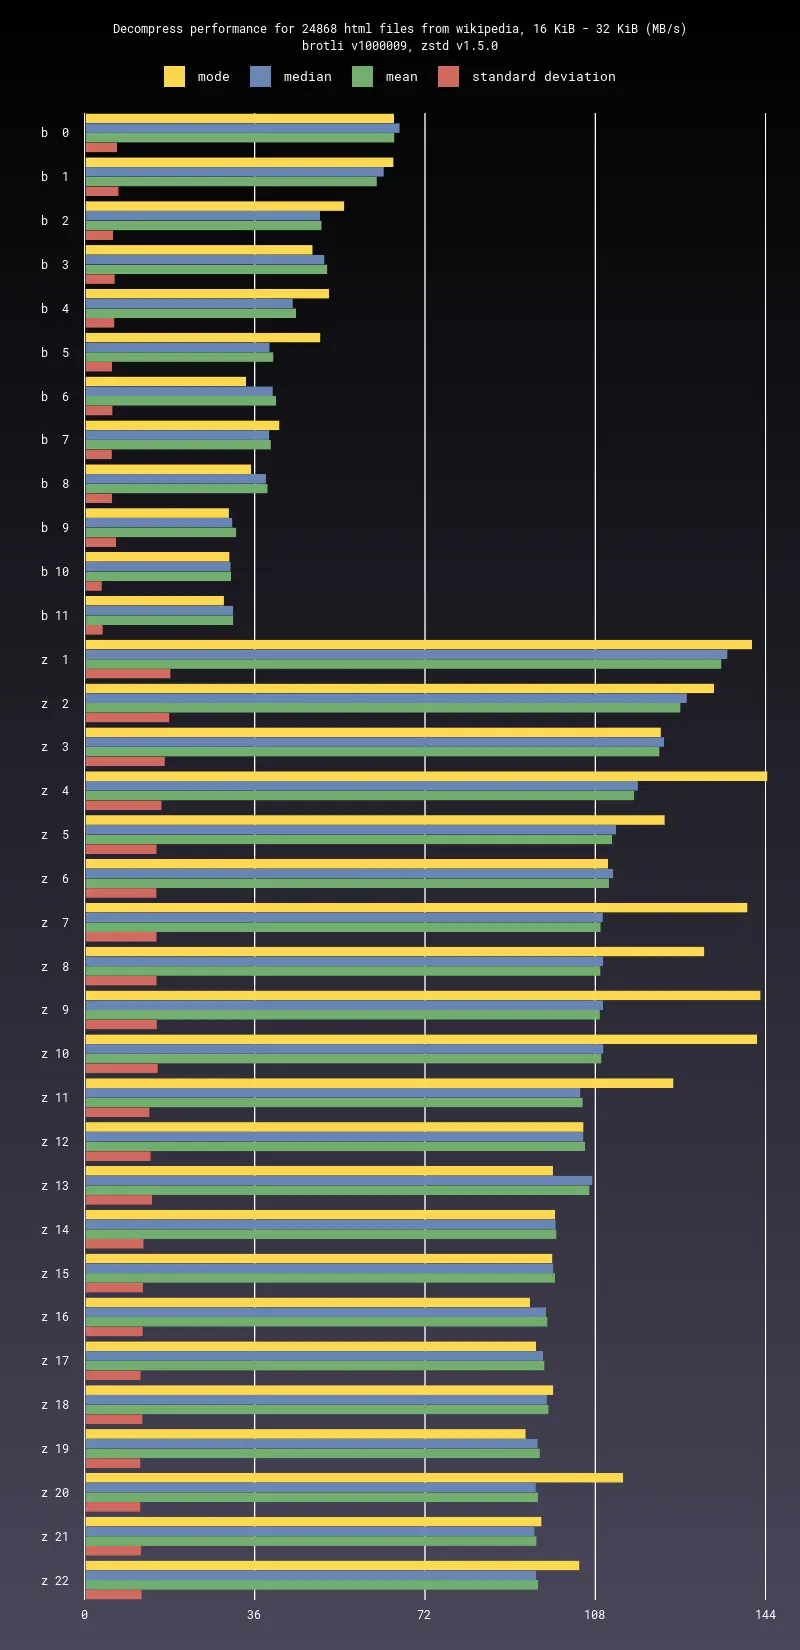 Decompress performance for 24868 html files from wikipedia, 16 KiB - 32 KiB (MB/s)
brotli v1000009, zstd v1.5.0
mode median mean standard deviation
b 0
b 1
b 2
b 3
b 4
b 5
b 6
b 7
b 8
b 9
b 10
b 11
z 1
z 2
z 3
z 4
z 5
z 6
z 7
z 8
z 9
z 10
z 11
z 12
z 13
z 14
z 15
z 16
z 17
z 18
z 19
z 20
z 21
z 22
0 36 72 108 144